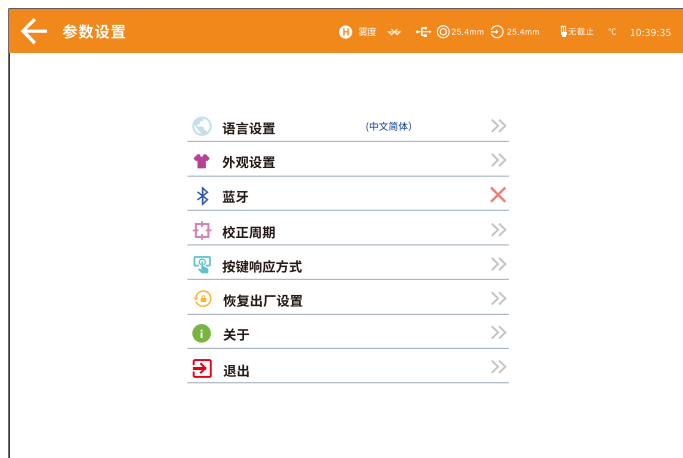 参数设置 H 雾度 25.4mm 25.4mm 无截止 ℃ 10:39:35
语言设置 (中文简体)
外观设置
蓝牙
校正周期
按键响应方式
恢复出厂设置
关于
退出